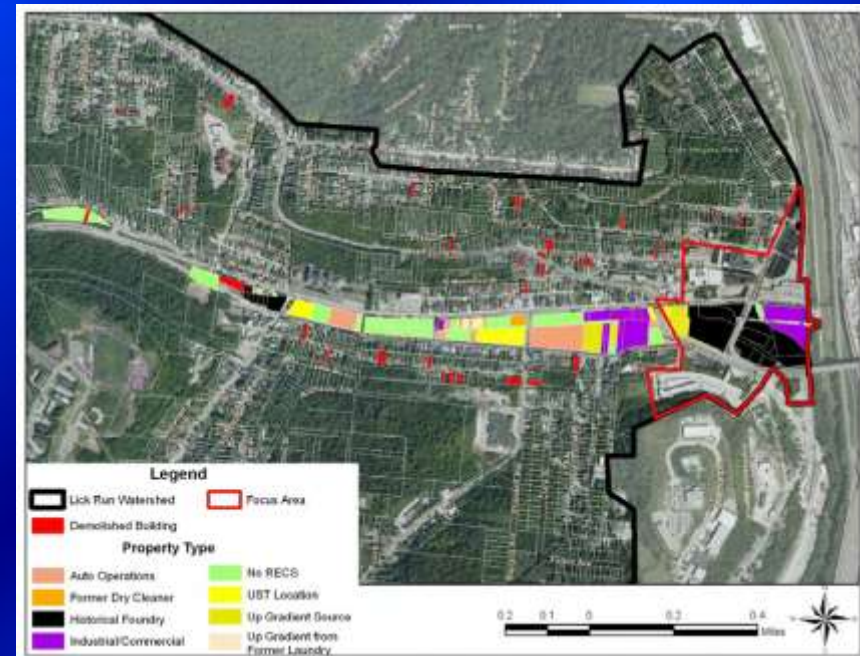 Legend
Lick Run Watershed
Focus Area
Demolished Building
Property Type
Auto Operations
Former Dry Cleaner
Historical Foundry
Industrial/Commercial
No RECS
UST Location
Up Gradient Source
Up Gradient from
Former Laundry
0.2 0.1 0 0.2 0.4
Miles